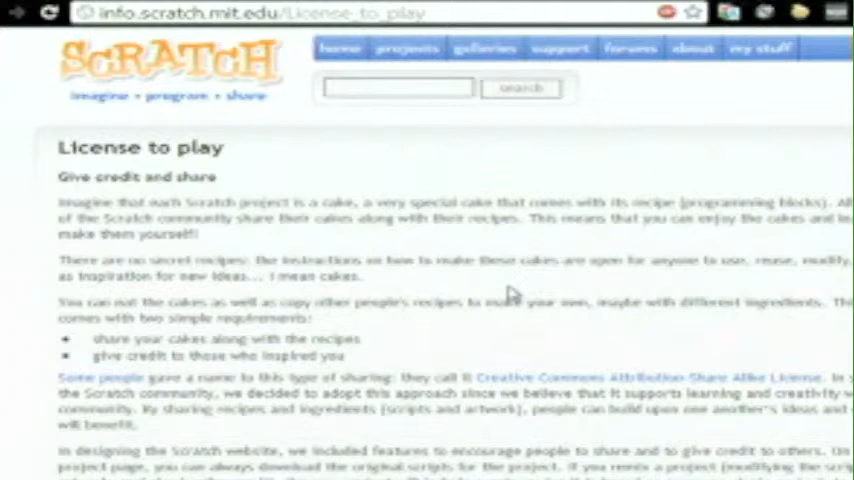 info.scratch.mit.edu/License_to_play
SCRATCH
home projects galleries support forums about my stuff
imagine • program • share
search
License to play
Give credit and share
Imagine that each Scratch project is a cake, a very special cake that comes with its recipe (programming blocks).
of the Scratch community share their cakes along with their recipes. This means that you can enjoy the cakes and
make them yourself!
There are no secret recipes: the instructions on how to make these cakes are open for anyone to use, reuse, modify,
as inspiration for new ideas... I mean cakes.
You can eat the cakes as well as copy other people's recipes to make your own, maybe with different ingredients.
comes with two simple requirements:
• share your cakes along with the recipes
• give credit to those who inspired you
Some people gave a name to this type of sharing: they call it Creative Commons Attribution-Share Alike License. In
the Scratch community, we decided to adopt this approach since we believe that it supports learning and creativity
community. By sharing recipes and ingredients (scripts and artwork), people can build upon one another's ideas and
will benefit.
In designing the Scratch website, we included features to encourage people to share and to give credit to others. On
project page, you can always download the original scripts for the project. If you remix a project (modifying the